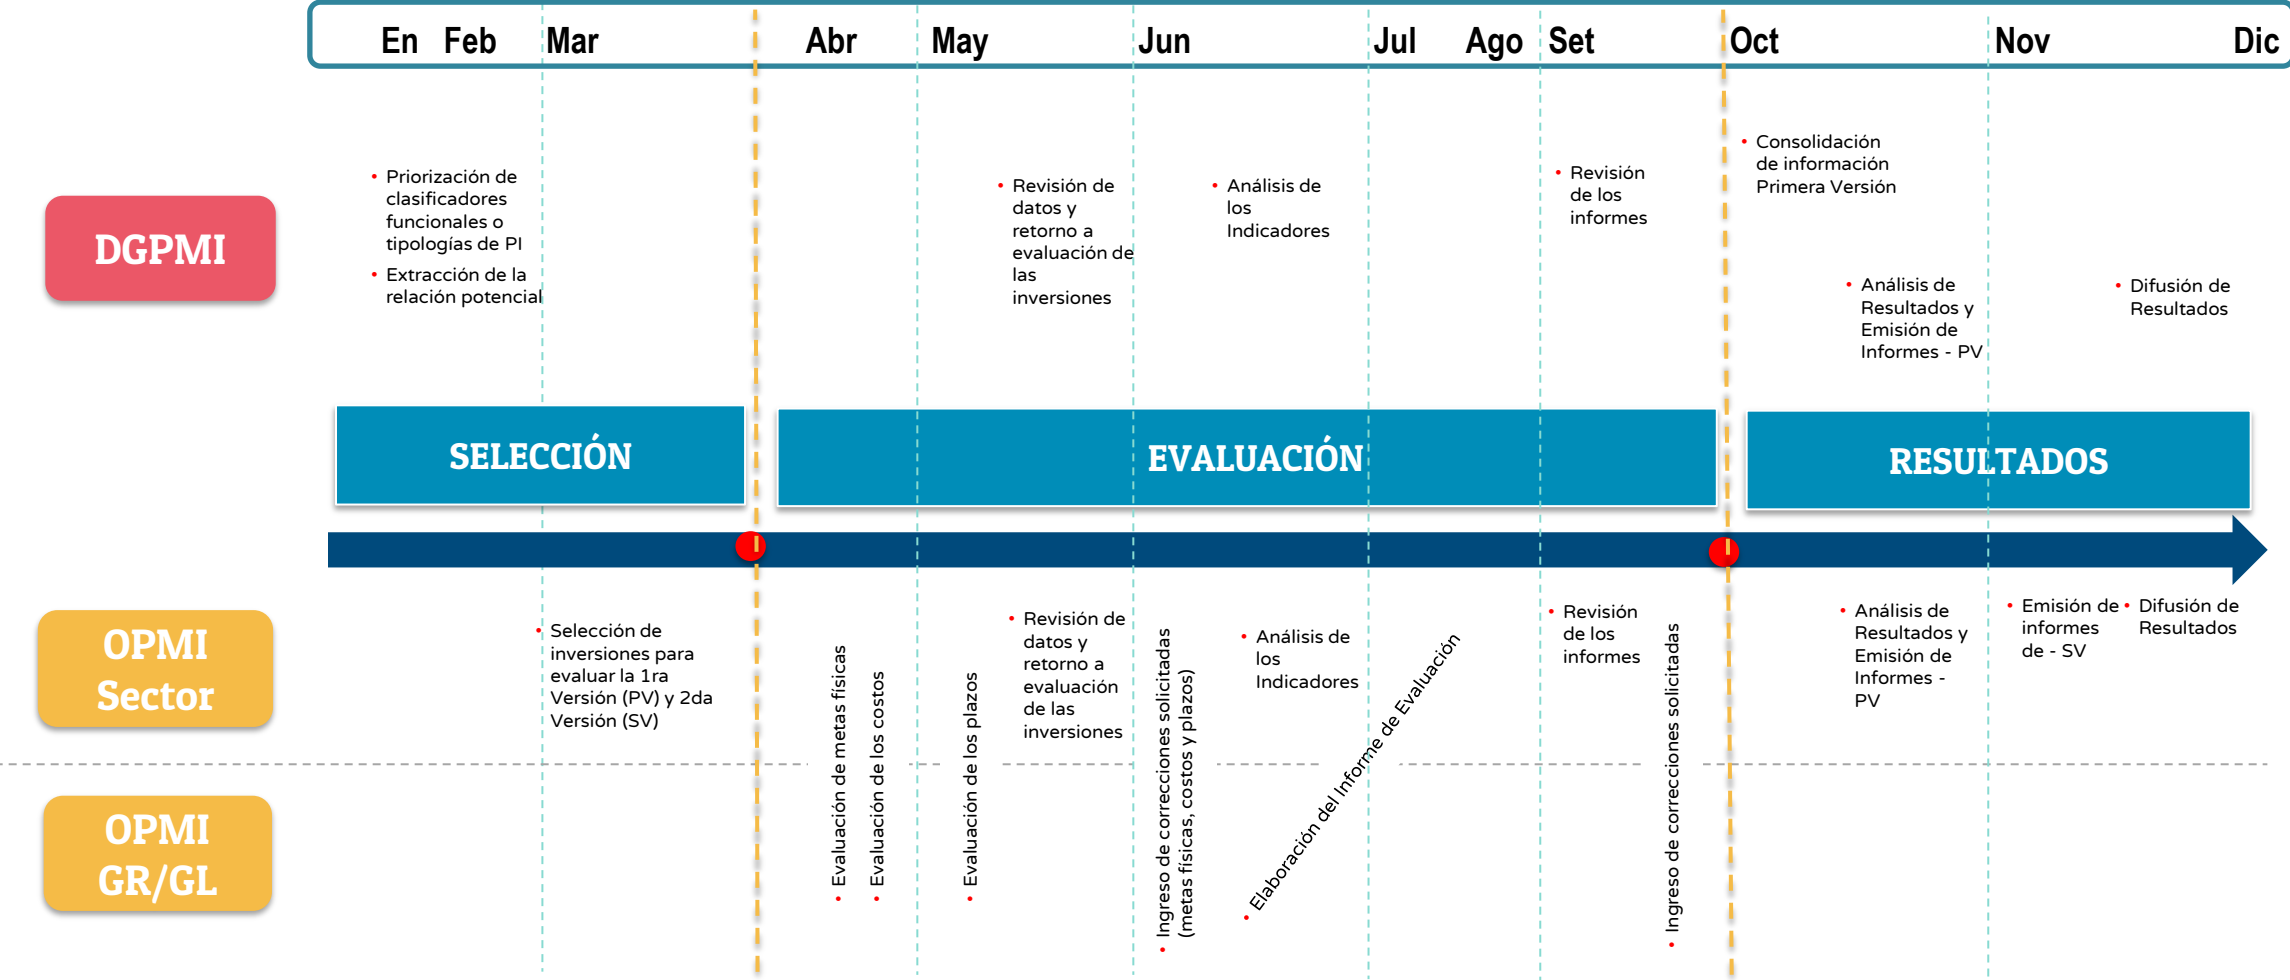 En Feb Mar Abr May Jun Jul Ago Set Oct Nov Dic
DGPMI
• Priorización de
clasificadores
funcionales o
tipologías de PI
• Extracción de la
relación potencial
• Revisión de
datos y
retorno a
evaluación de
las
inversiones
• Análisis de
los
Indicadores
• Revisión
de los
informes
• Consolidación
de información
Primera Versión
• Análisis de
Resultados y
Emisión de
Informes - PV
• Difusión de
Resultados
SELECCIÓN
EVALUACIÓN
RESULTADOS
OPMI
Sector
• Selección de
inversiones para
evaluar la 1ra
Versión (PV) y 2da
Versión (SV)
• Evaluación de metas físicas
• Evaluación de los costos
• Evaluación de los plazos
• Revisión de
datos y
retorno a
evaluación
de las
inversiones
• Ingreso de correcciones solicitadas
(metas físicas, costos y plazos)
• Análisis de
los
Indicadores
• Elaboración del Informe de Evaluación
• Revisión
de los
informes
• Ingreso de correcciones solicitadas
• Análisis de
Resultados y
Emisión de
Informes -
PV
• Emisión de
informes
de - SV
• Difusión de
Resultados
OPMI
GR/GL